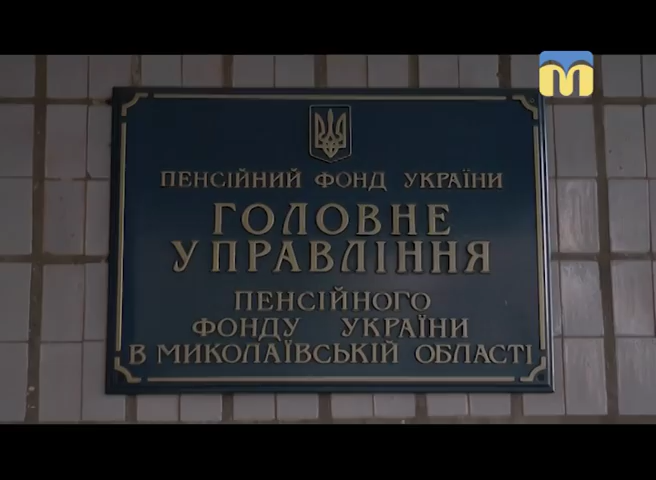 ПЕНСІЙНИЙ ФОНД УКРАЇНИ
ГОЛОВНЕ
УПРАВЛІННЯ
ПЕНСІЙНОГО
ФОНДУ УКРАЇНИ
В МИКОЛАЇВСЬКІЙ ОБЛАСТІ